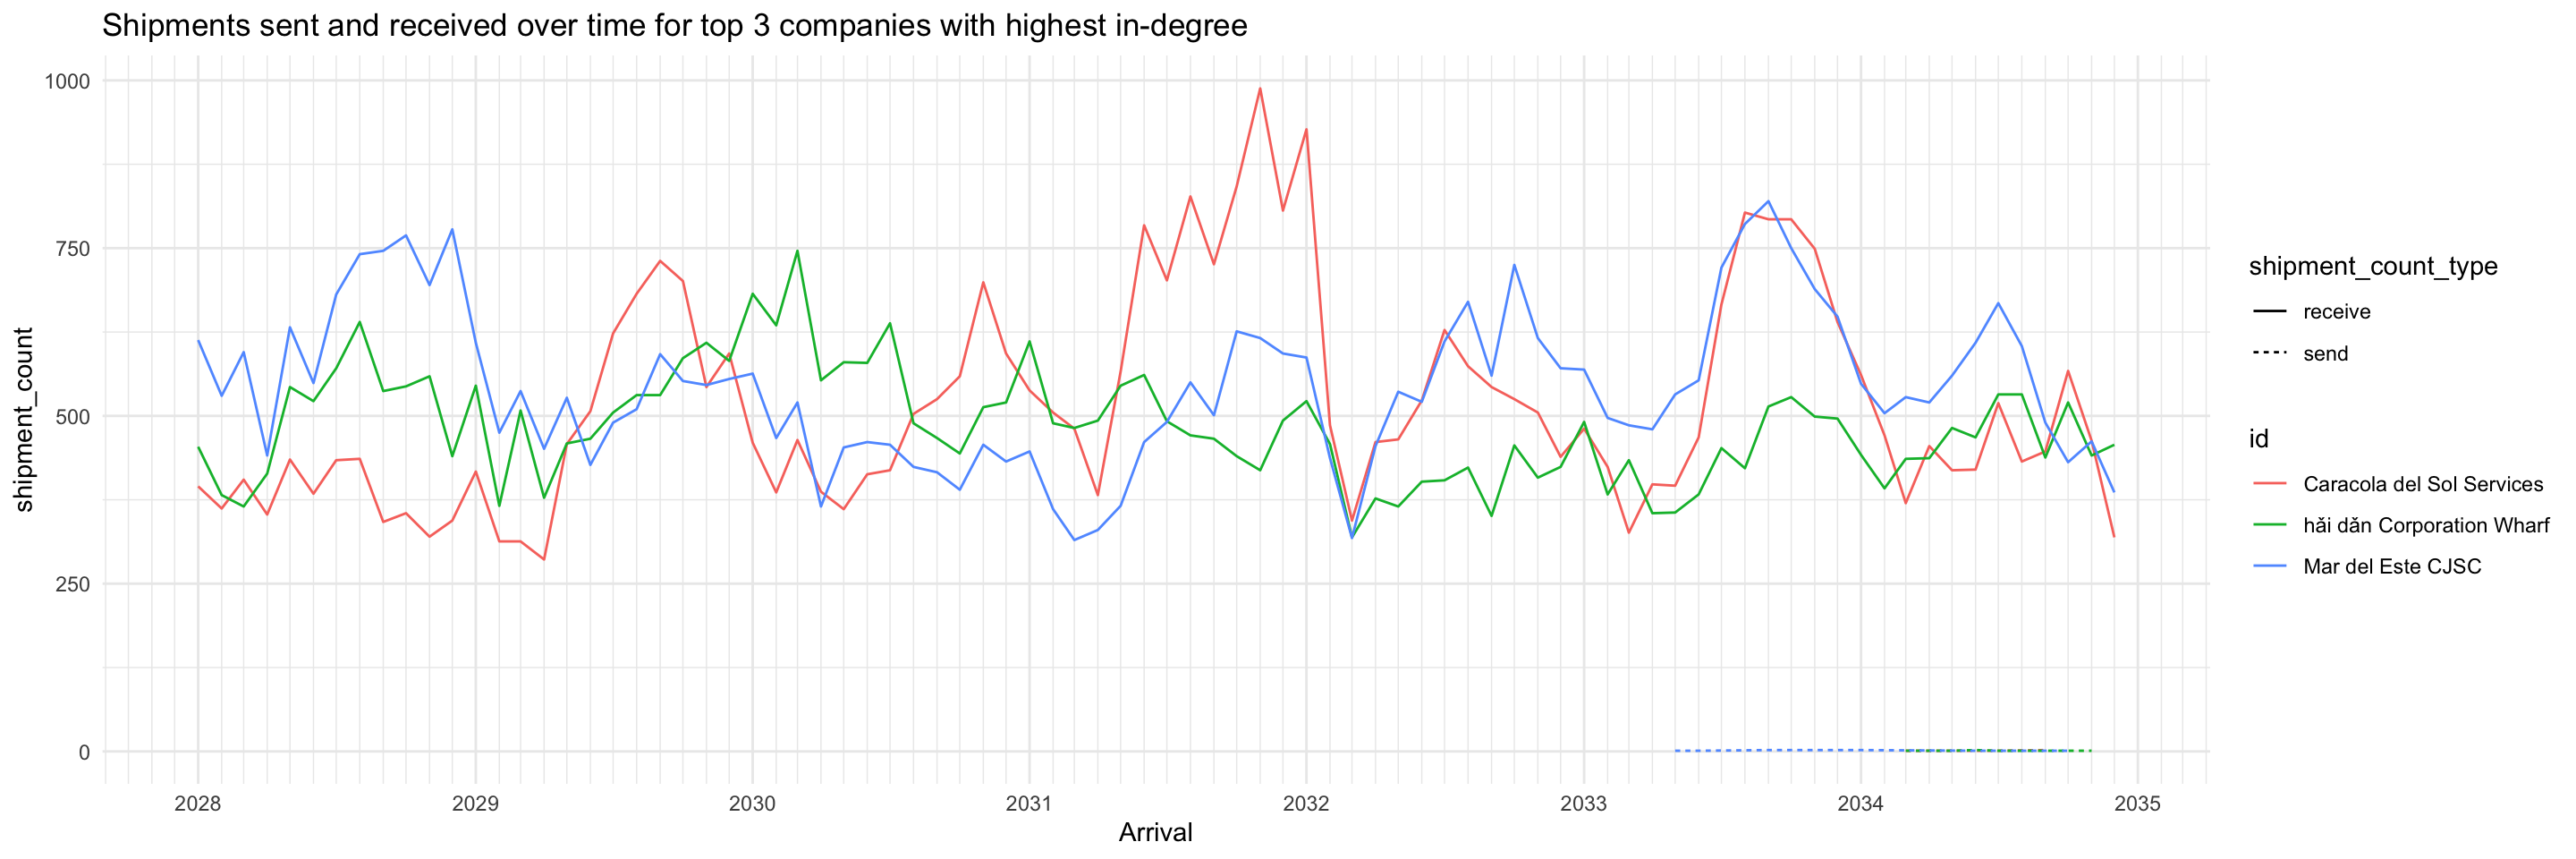 Shipments sent and received over time for top 3 companies with highest in-degree
shipment_count
1000
750
500
250
0
2028 2029 2030 2031 2032 2033 2034 2035
Arrival
shipment_count_type
receive
send
id
Caracola del Sol Services
hǎi dǎn Corporation Wharf
Mar del Este CJSC